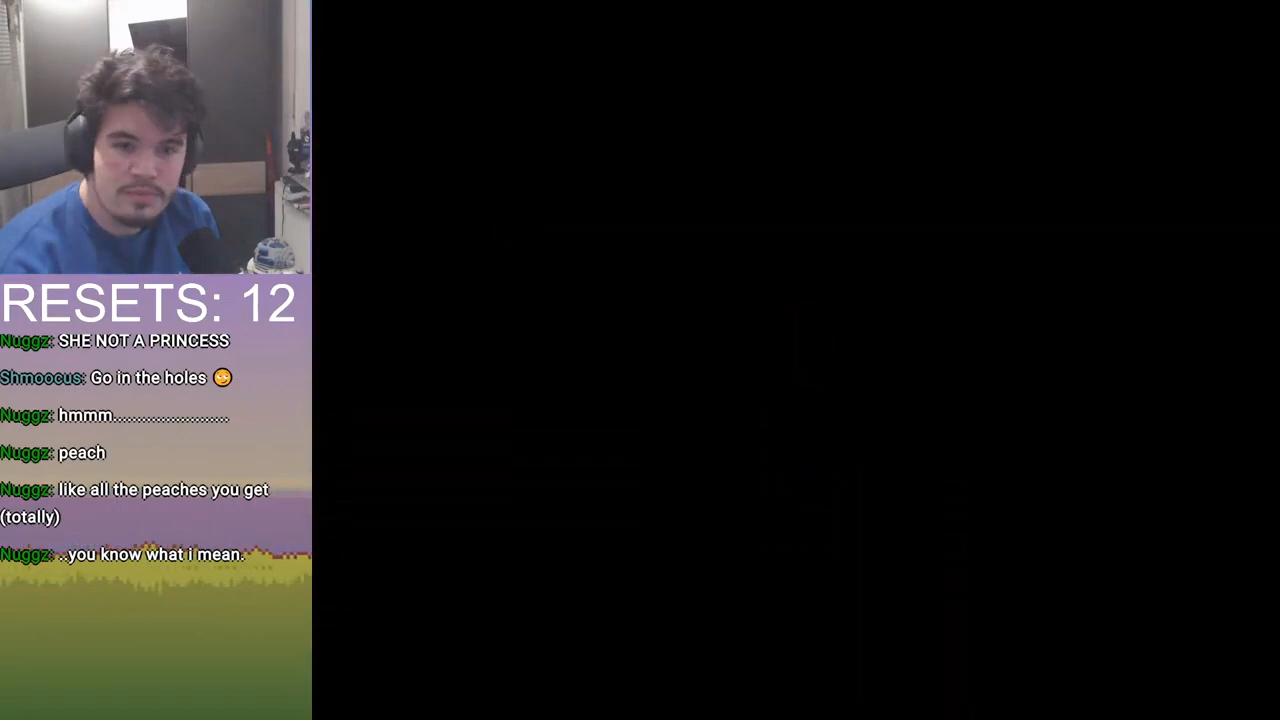 RESETS: 12
Nuggz: SHE NOT A PRINCESS
Shmoocus: Go in the holes
Nuggz: hmmm........................
Nuggz: peach
Nuggz: like all the peaches you get
(totally)
Nuggz: ..you know what i mean.